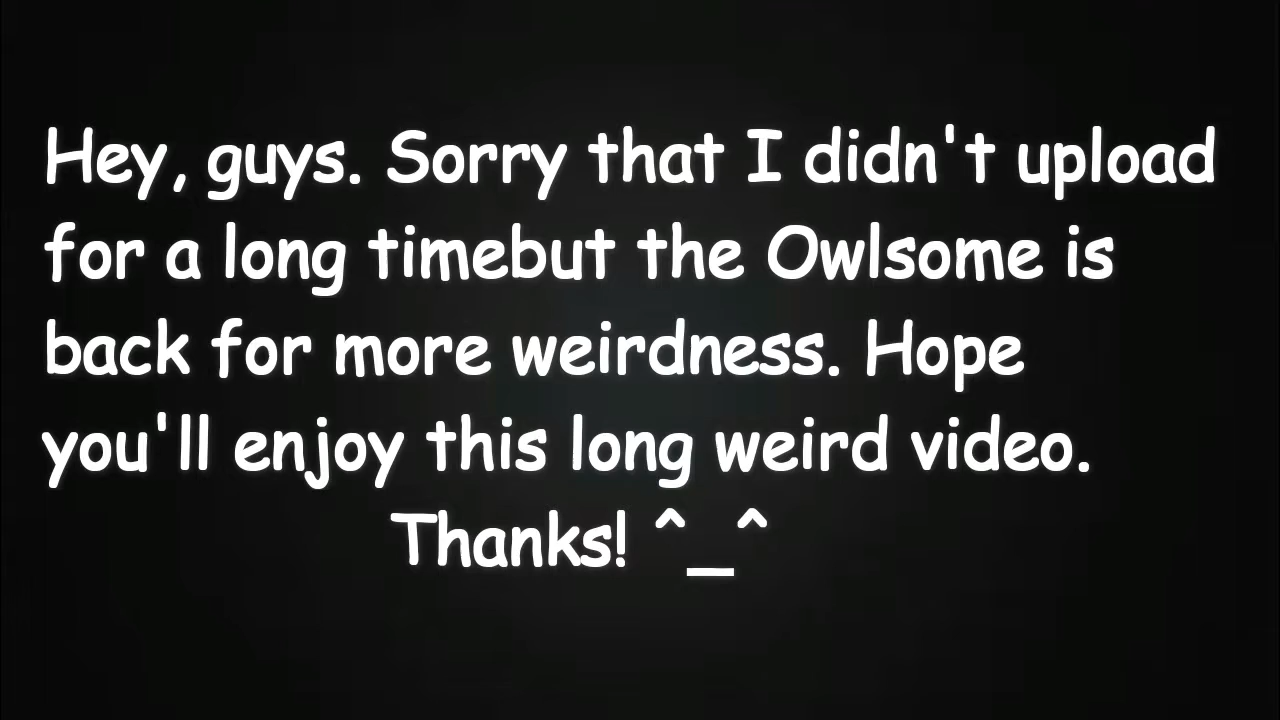 Hey, guys. Sorry that I didn't upload
for a long timebut the Owlsome is
back for more weirdness. Hope
you'll enjoy this long weird video.
Thanks! ^_^